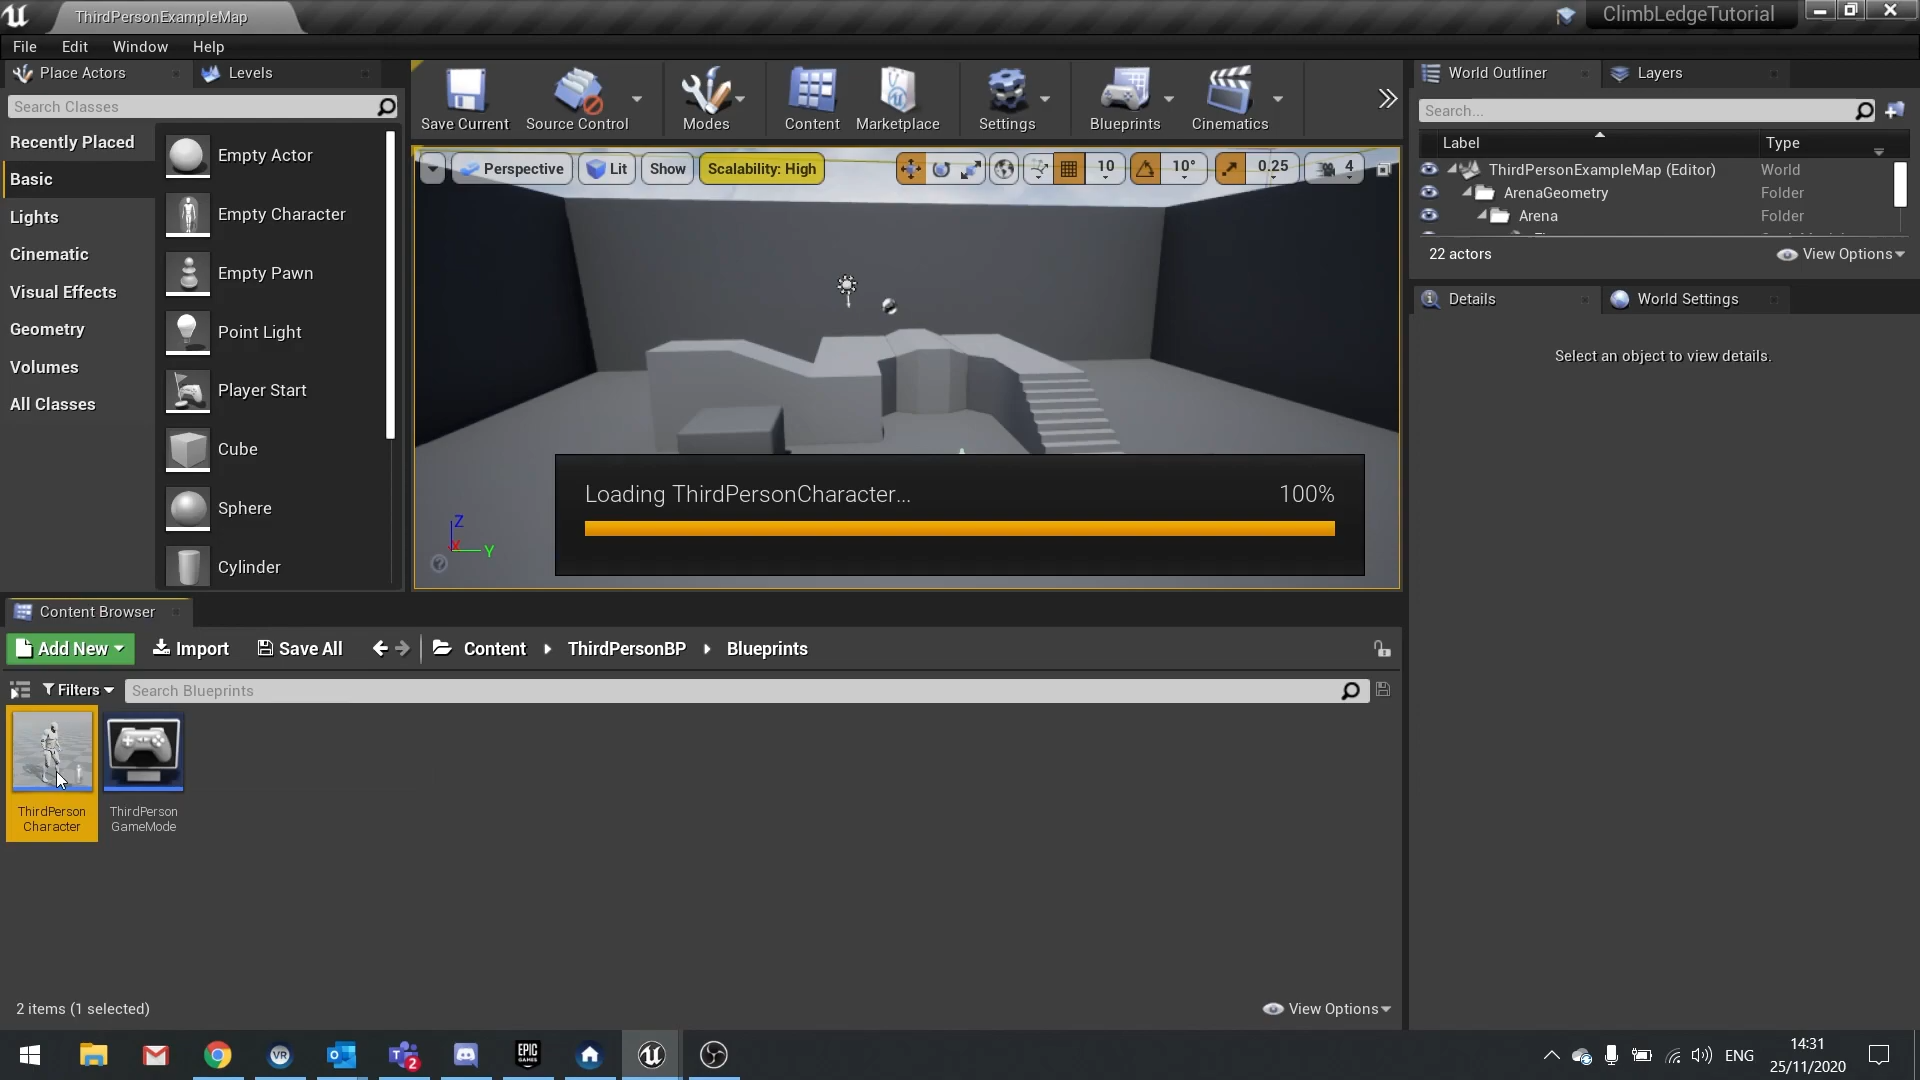 ThirdPersonExampleMap
ClimbLedgeTutorial
File Edit Window Help
Place Actors
Levels
Search Classes
Recently Placed
Basic
Lights
Cinematic
Visual Effects
Geometry
Volumes
All Classes
Empty Actor
Empty Character
Empty Pawn
Point Light
Player Start
Cube
Sphere
Cylinder
Save Current
Source Control
Modes
Content
Marketplace
Settings
Blueprints
Cinematics
Perspective
Lit
Show
Scalability: High
10
10°
0.25
4
Loading ThirdPersonCharacter...
100%
Z
X
Y
World Outliner
Layers
Search...
Label Type
ThirdPersonExampleMap (Editor) World
ArenaGeometry Folder
Arena Folder
22 actors
View Options
Details
World Settings
Select an object to view details.
Content Browser
Add New
Import
Save All
Content
ThirdPersonBP
Blueprints
Filters
Search Blueprints
ThirdPerson
Character
ThirdPerson
GameMode
2 items (1 selected)
View Options
VR
2
EPIC
GAMES
ENG
14:31
25/11/2020